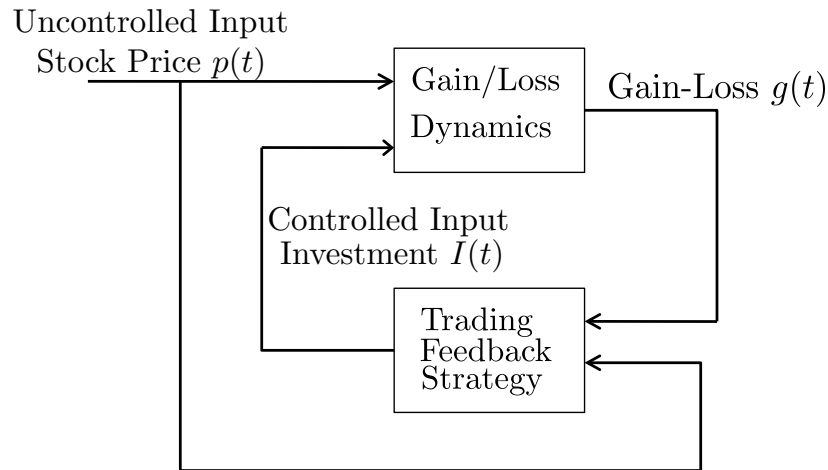 Uncontrolled Input
Stock Price p(t)
Gain/Loss
Dynamics
Gain-Loss g(t)
Controlled Input
Investment I(t)
Trading
Feedback
Strategy